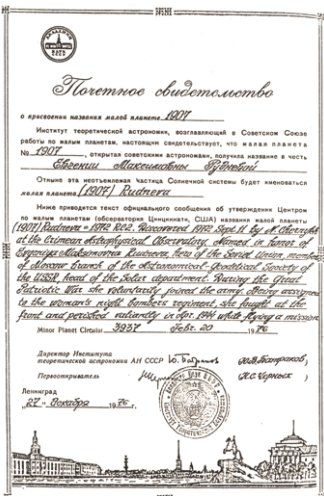 Почетное свидетельство
о присвоении названия малой планете 1907
Институт теоретической астрономии, возглавляющий в Советском Союзе
работы по малым планетам, настоящим свидетельствует, что малая планета
№ 1907, открытая советскими астрономами, получила название в честь
Евгении Максимовны Рудневой
Отныне эта неотъемлемая частица Солнечной системы будет именоваться
малая планета (1907) Rudneva
Ниже приводится текст официального сообщения об утверждении Центром
по малым планетам (обсерватория Цинциннати, США) названия малой планеты
(1907) Rudneva = 1972 RC2. Discovered 1972 Sept. 11 by N. Chernykh
at the Crimean Astrophysical Observatory. Named in honor of
Evgeniya Maksimovna Rudneva, hero of the Soviet Union, member
of Moscow Branch of the Astronomical-Geodetical Society of
the USSR, head of the Solar department. During the Great
Patriotic War she voluntarily joined the army. Being assigned
to the woman's night bombers regiment she fought at the
front and perished valiantly in Apr. 1944 while flying a mission
Minor Planet Circular 3937 Febr. 20 1976
Директор Института
теоретической астрономии АН СССР
Первооткрыватель Н.С. Черных
Ленинград
"27" Декабря 1976